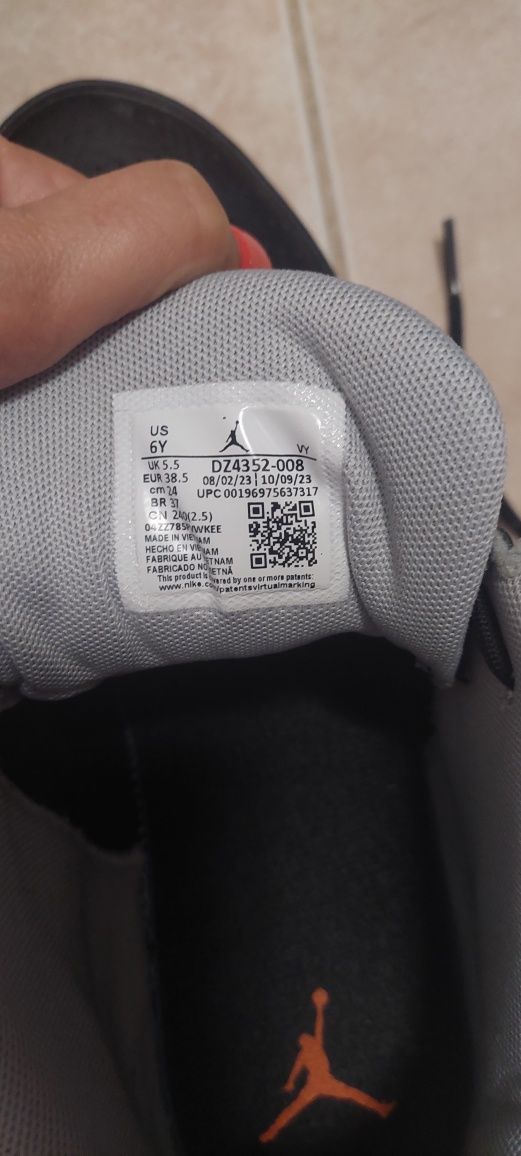 US
6Y
VY
UK 5.5 DZ4352-008
EUR 38.5 08/02/23 10/09/23
cm 24 UPC 00196975637317
BR 37
CN 240(2.5)
MADE IN VIETNAM
HECHO EN VIETNAM
FABRIQUE AU VIETNAM
FABRICADO NO VIETNÃ
This product is covered by one or more patents:
www.nike.com/patentsvirtualmarking